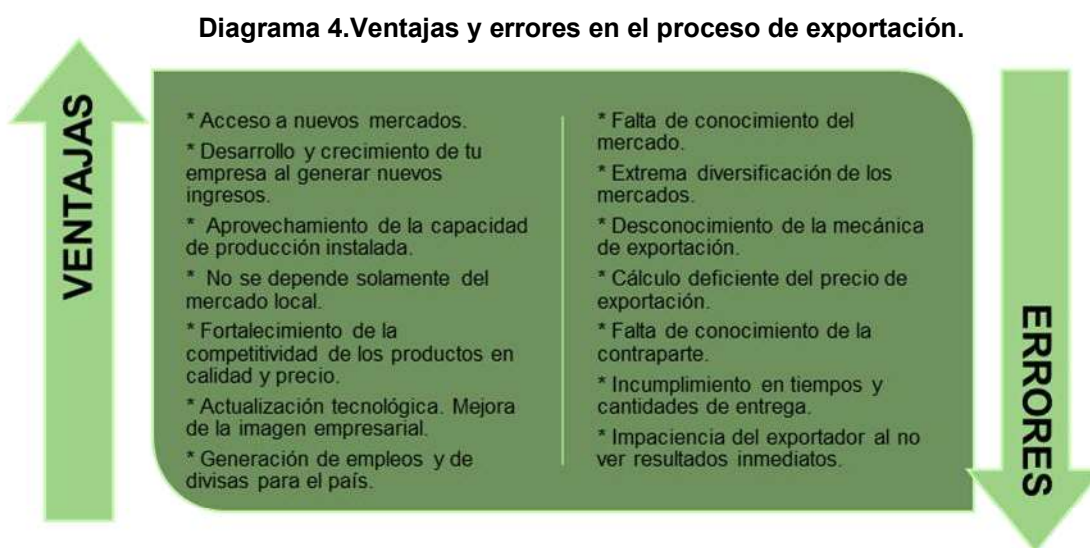 Diagrama 4.Ventajas y errores en el proceso de exportación.
VENTAJAS
* Acceso a nuevos mercados.
* Desarrollo y crecimiento de tu
empresa al generar nuevos
ingresos.
* Aprovechamiento de la capacidad
de producción instalada.
* No se depende solamente del
mercado local.
* Fortalecimiento de la
competitividad de los productos en
calidad y precio.
* Actualización tecnológica. Mejora
de la imagen empresarial.
* Generación de empleos y de
divisas para el país.
* Falta de conocimiento del
mercado.
* Extrema diversificación de los
mercados.
* Desconocimiento de la mecánica
de exportación.
* Cálculo deficiente del precio de
exportación.
* Falta de conocimiento de la
contraparte.
* Incumplimiento en tiempos y
cantidades de entrega.
* Impaciencia del exportador al no
ver resultados inmediatos.
ERRORES